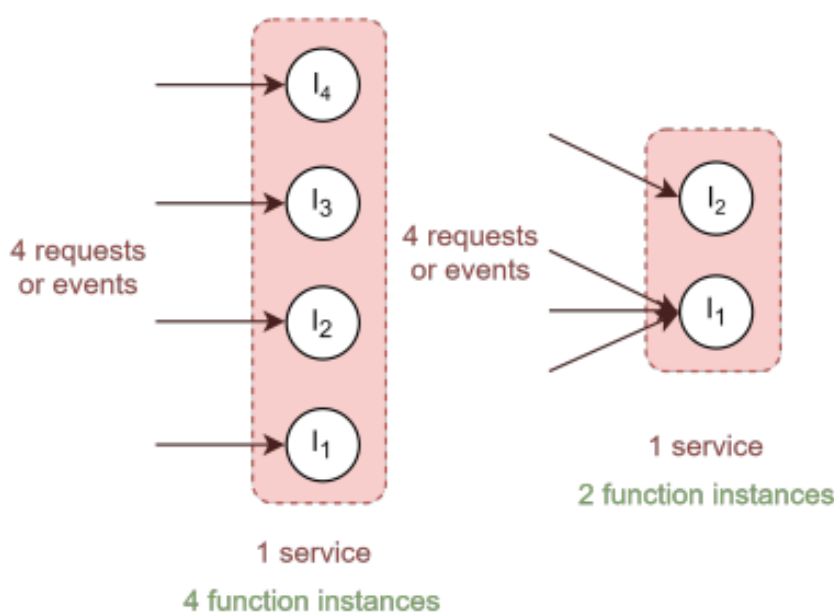 I4
I3
4 requests
or events
I2
I1
1 service
4 function instances
4 requests
or events
I2
I1
1 service
2 function instances